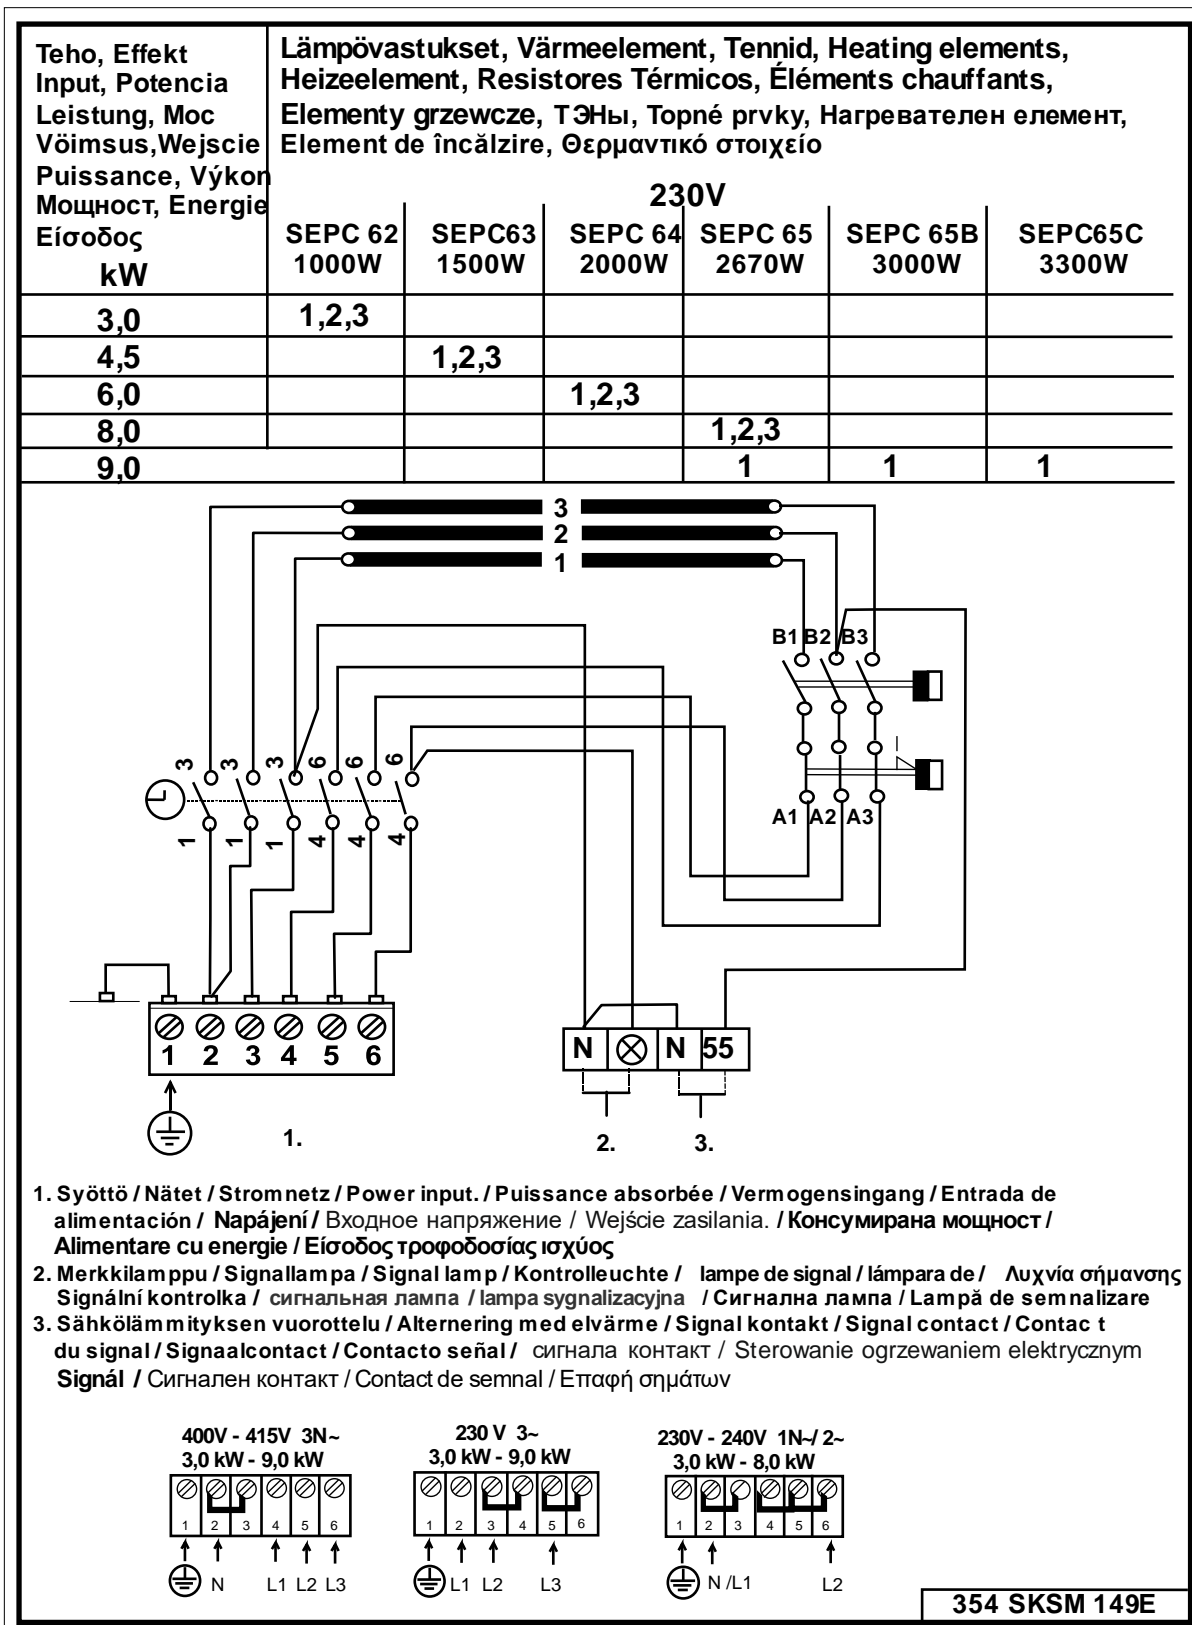 Teho, Effekt
Input, Potencia
Leistung, Moc
Vöimsus,Wejscie
Puissance, Výkon
Мощност, Energie
Είσοδος
kW
Lämpövastukset, Värmeelement, Tennid, Heating elements,
Heizeelement, Resistores Térmicos, Éléments chauffants,
Elementy grzewcze, ТЭНы, Topné prvky, Нагревателен елемент,
Element de încălzire, Θερμαντικό στοιχείο
230V
SEPC 62 SEPC63 SEPC 64 SEPC 65 SEPC 65B SEPC65C
1000W 1500W 2000W 2670W 3000W 3300W
3,0 1,2,3
4,5 1,2,3
6,0 1,2,3
8,0 1,2,3
9,0 1 1 1
3
2
1
B1 B2 B3
3 3 3 6 6 6
A1 A2 A3
1 1 1 4 4 4
1 2 3 4 5 6
N N 55
1. 2. 3.
1. Syöttö / Nätet / Stromnetz / Power input. / Puissance absorbée / Vermogensingang / Entrada de
alimentación / Napájení / Входное напряжение / Wejście zasilania. / Консумирана мощност /
Alimentare cu energie / Είσοδος τροφοδοσίας ισχύος
2. Merkkilamppu / Signallampa / Signal lamp / Kontrolleuchte / lampe de signal / lámpara de / Λυχνία σήμανσης
Signální kontrolka / сигнальная лампа / lampa sygnalizacyjna / Сигнална лампа / Lampă de semnalizare
3. Sähkölämmityksen vuorottelu / Alternering med elvärme / Signal kontakt / Signal contact / Contac t
du signal / Signaalcontact / Contacto señal / сигнала контакт / Sterowanie ogrzewaniem elektrycznym
Signál / Сигнален контакт / Contact de semnal / Επαφή σημάτων
400V - 415V 3N~
3,0 kW - 9,0 kW
1 2 3 4 5 6
N L1 L2 L3
230 V 3~
3,0 kW - 9,0 kW
1 2 3 4 5 6
L1 L2 L3
230V - 240V 1N~/ 2~
3,0 kW - 8,0 kW
1 2 3 4 5 6
N /L1 L2
354 SKSM 149E